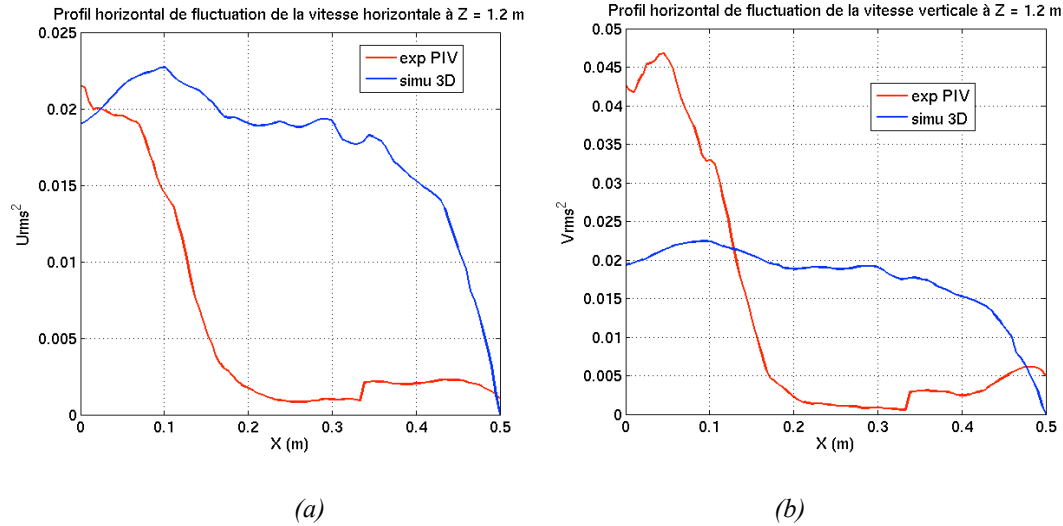 Profil horizontal de fluctuation de la vitesse horizontale à Z = 1.2 m
0.025
0.02
0.015
0.01
0.005
0
Urms²
exp PIV
simu 3D
0 0.1 0.2 0.3 0.4 0.5
X (m)
(a)
Profil horizontal de fluctuation de la vitesse verticale à Z = 1.2 m
0.05
0.045
0.04
0.035
0.03
0.025
0.02
0.015
0.01
0.005
0
Vrms²
exp PIV
simu 3D
0 0.1 0.2 0.3 0.4 0.5
X (m)
(b)